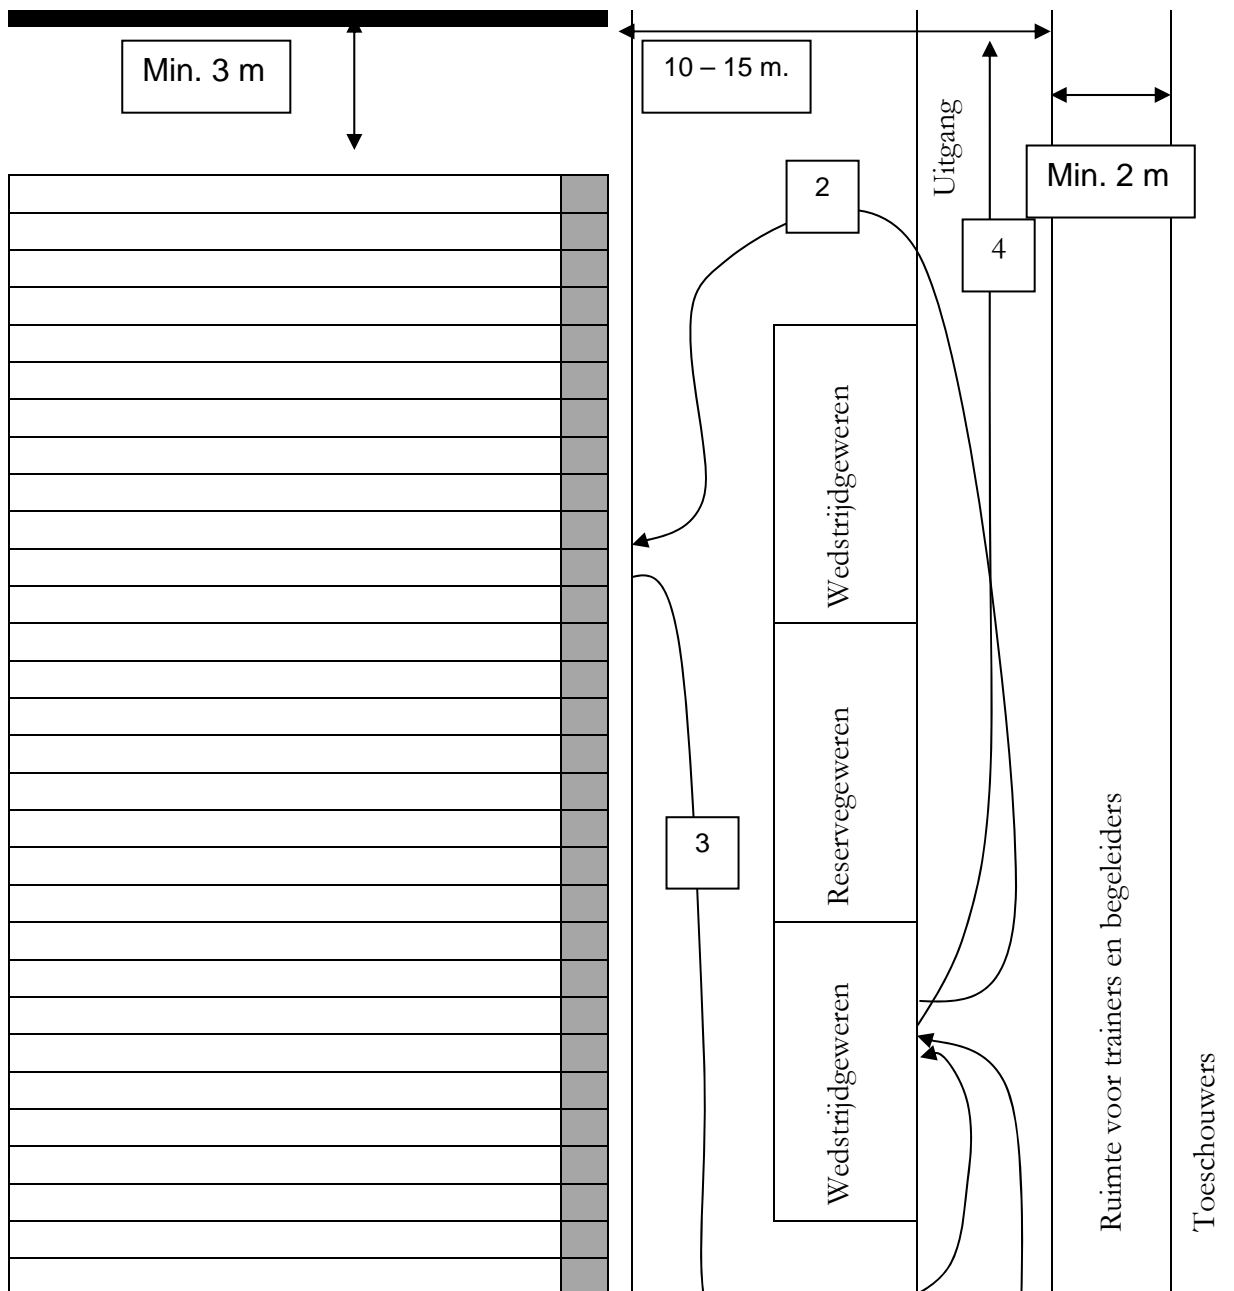 Min. 3 m
10 – 15 m.
Uitgang
Min. 2 m
2
4
Wedstrijdgeweren
Reservegeweren
3
Wedstrijdgeweren
Ruimte voor trainers en begeleiders
Toeschouwers